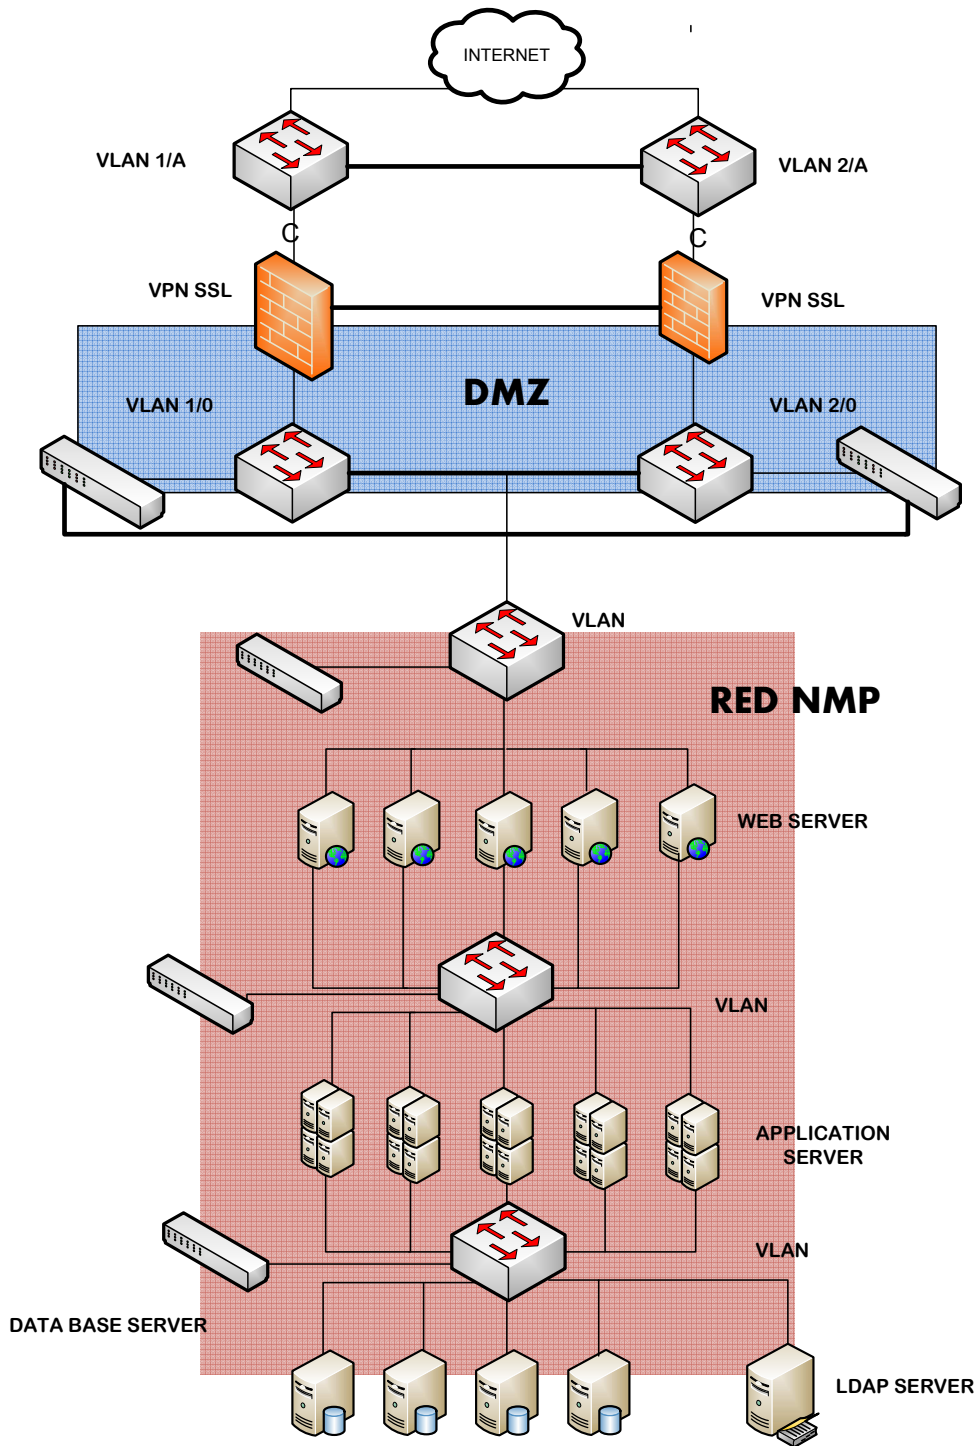 INTERNET
VLAN 1/A
VLAN 2/A
C
C
VPN SSL
VPN SSL
DMZ
VLAN 1/0
VLAN 2/0
VLAN
RED NMP
WEB SERVER
VLAN
APPLICATION
SERVER
VLAN
DATA BASE SERVER
LDAP SERVER